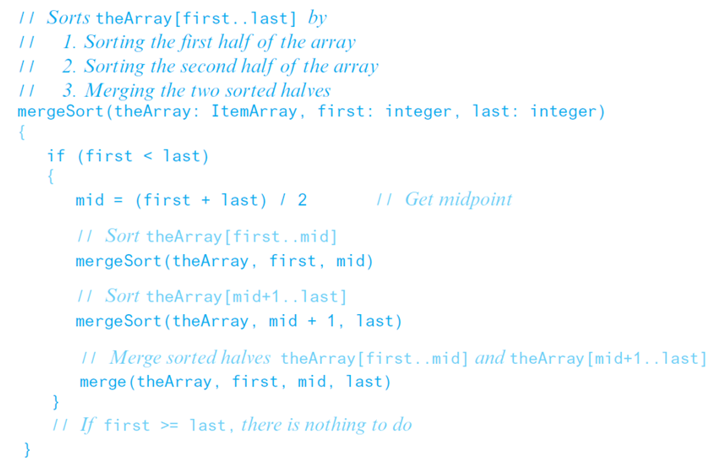 // Sorts theArray[first..last] by
// 1. Sorting the first half of the array
// 2. Sorting the second half of the array
// 3. Merging the two sorted halves
mergeSort(theArray: ItemArray, first: integer, last: integer)
{
if (first < last)
{
mid = (first + last) / 2 // Get midpoint
// Sort theArray[first..mid]
mergeSort(theArray, first, mid)
// Sort theArray[mid+1..last]
mergeSort(theArray, mid + 1, last)
// Merge sorted halves theArray[first..mid] and theArray[mid+1..last]
merge(theArray, first, mid, last)
}
// If first >= last, there is nothing to do
}